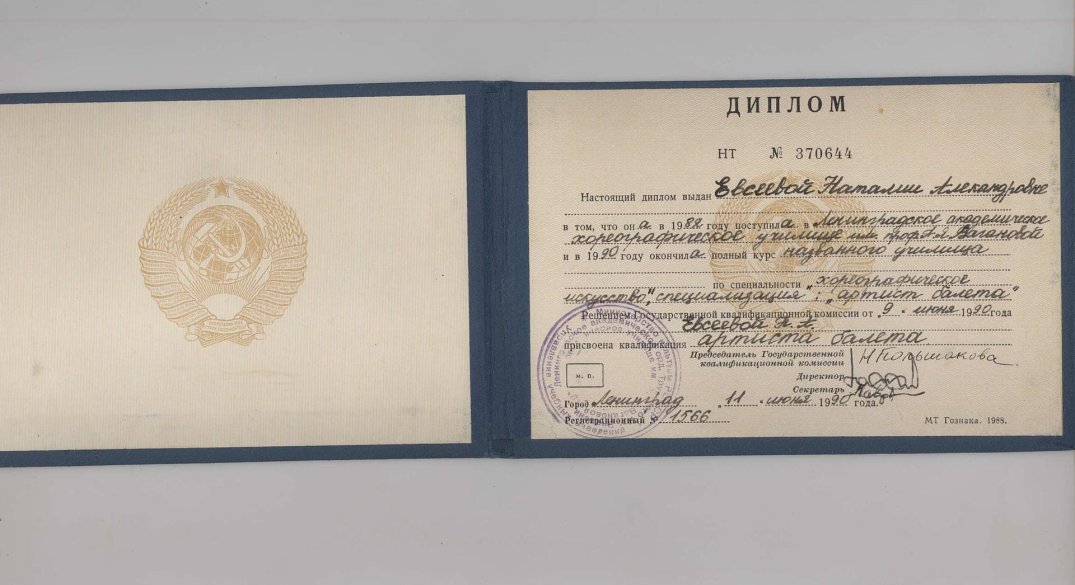 ДИПЛОМ
НТ № 370644
Настоящий диплом выдан Евсеевой Наталии Александровне
в том, что она в 1988 году поступила в Ленинградское академическое
хореографическое училище им. проф. А.Я. Вагановой
и в 1990 году окончила полный курс названного училища
по специальности "хореографическое
искусство", специализация: "артист балета"
Решением Государственной квалификационной комиссии от "9" июня 1990 года
Евсеевой Н. А.
присвоена квалификация артиста балета
Председатель Государственной
квалификационной комиссии
Директор
Секретарь
М. П.
Город Ленинград "11" июня 1990 года.
Регистрационный № 1566
МТ Гознака. 1988.